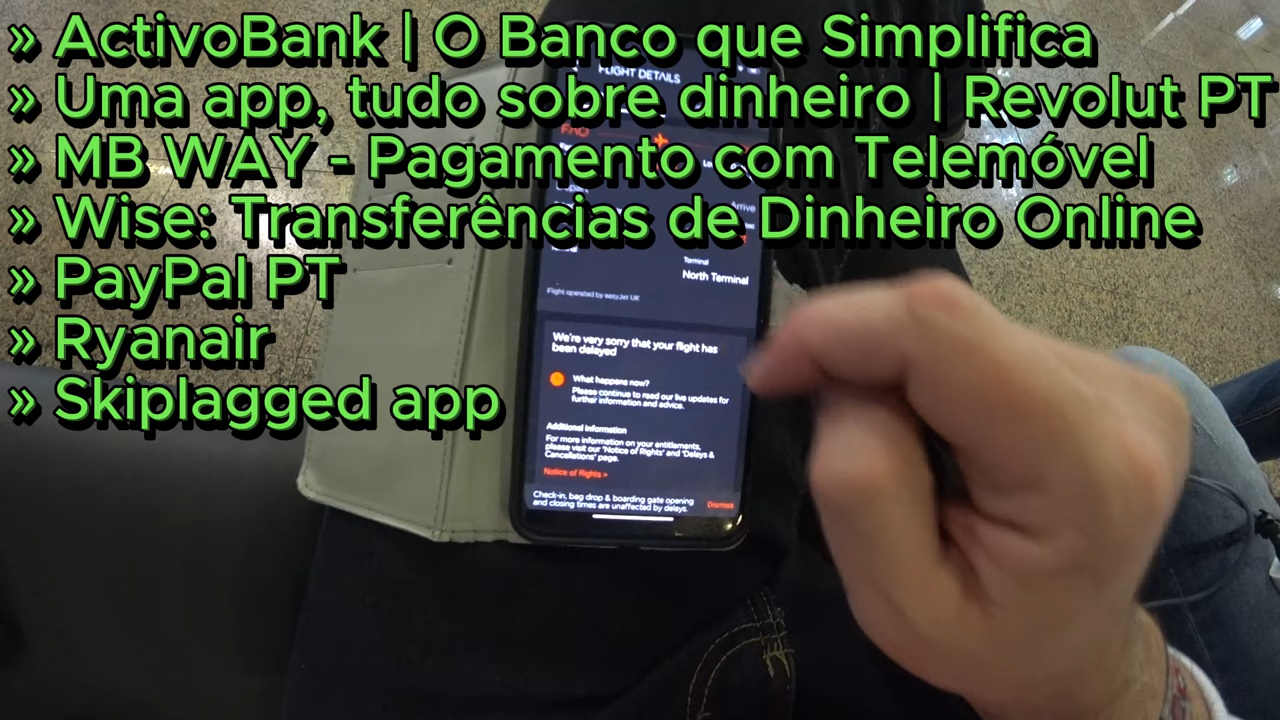 » ActivoBank | O Banco que Simplifica
» Uma app, tudo sobre dinheiro | Revolut PT
» MB WAY - Pagamento com Telemóvel
» Wise: Transferências de Dinheiro Online
» PayPal PT
» Ryanair
» Skiplagged app
FLIGHT DETAILS
Arrive
Terminal
North Terminal
Flight operated by easyJet UK
We're very sorry that your flight has
been delayed
What happens now?
Please continue to read our live updates for
further information and advice.
Additional information
For more information on your entitlements,
please visit our 'Notice of Rights' and 'Delays &
Cancellations' page.
Notice of Rights >
Check-in, bag drop & boarding gate opening
and closing times are unaffected by delays.
Dismiss